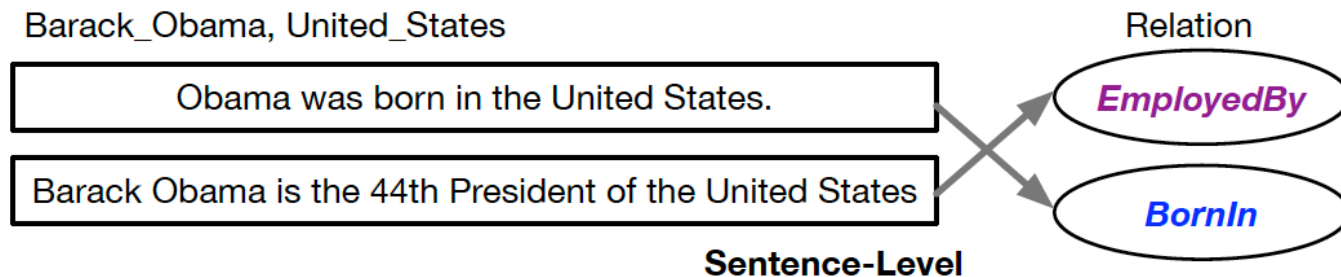 Barack_Obama, United_States
Relation
Obama was born in the United States.
EmployedBy
Barack Obama is the 44th President of the United States
BornIn
Sentence-Level